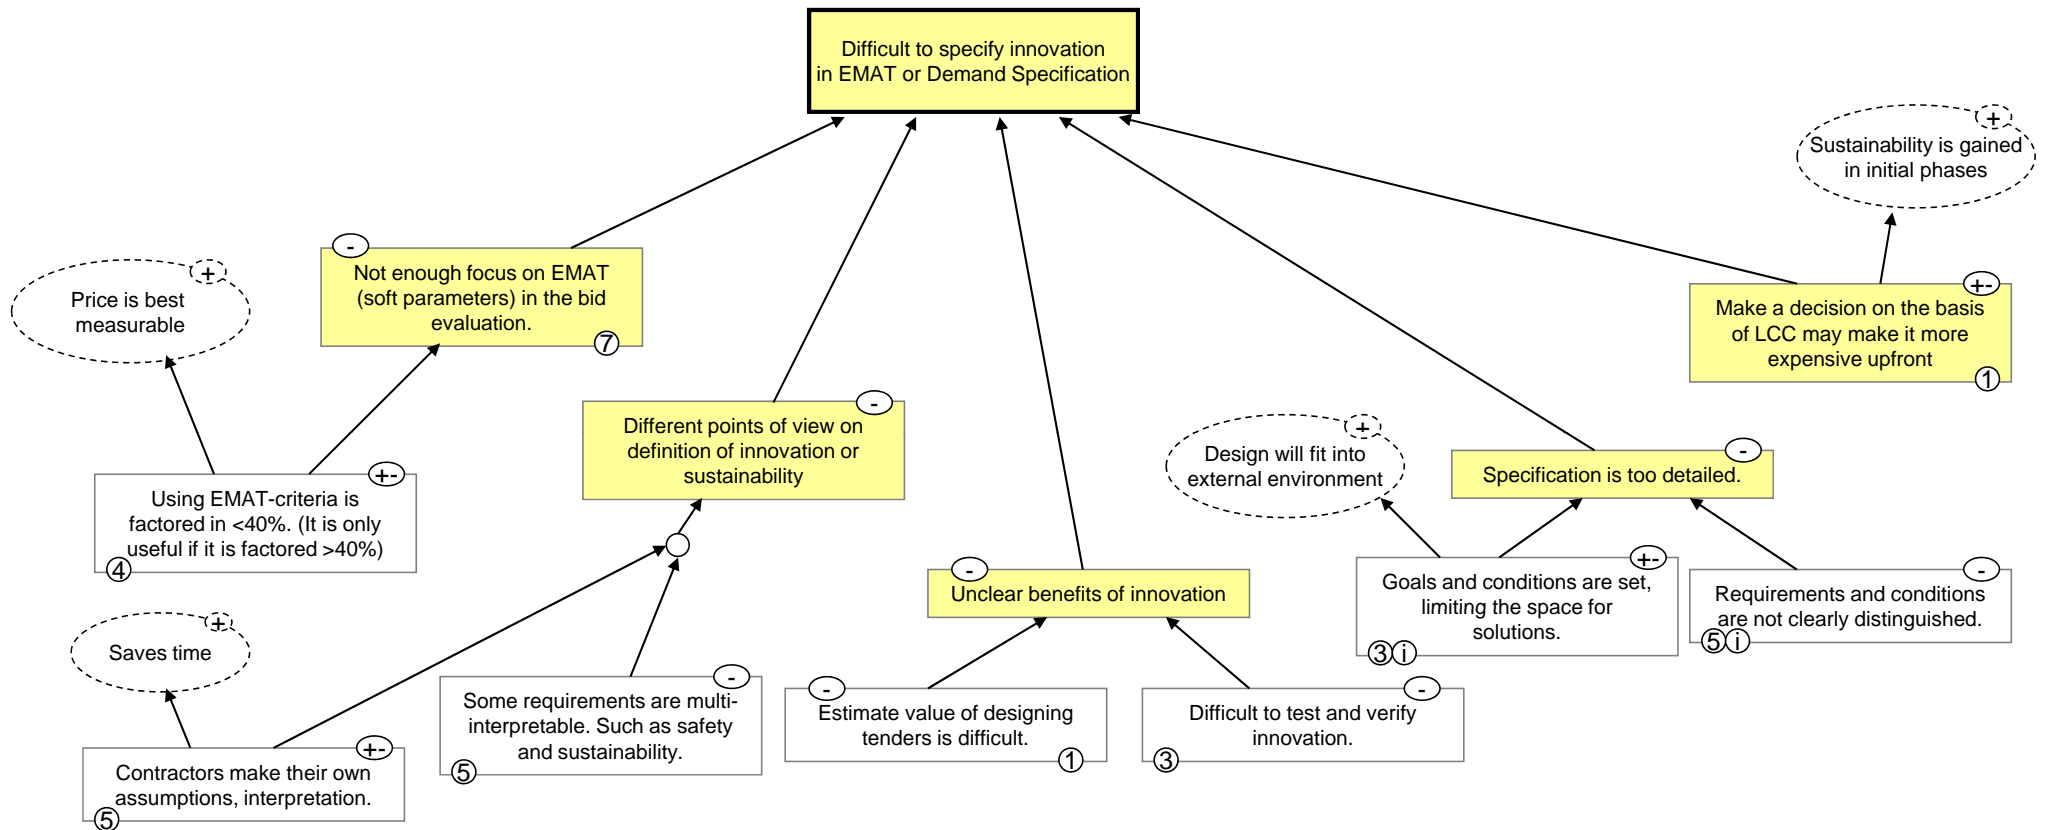 Difficult to specify innovation
in EMAT or Demand Specification
+
Sustainability is gained
in initial phases
-
Not enough focus on EMAT
(soft parameters) in the bid
evaluation.
7
+
Price is best
measurable
+-
Make a decision on the basis
of LCC may make it more
expensive upfront
1
-
Different points of view on
definition of innovation or
sustainability
+
Design will fit into
external environment
-
Specification is too detailed.
+-
Using EMAT-criteria is
factored in <40%. (It is only
useful if it is factored >40%)
4
-
Unclear benefits of innovation
+-
Goals and conditions are set,
limiting the space for
solutions.
3 i
-
Requirements and conditions
are not clearly distinguished.
5 i
+
Saves time
-
Some requirements are multi-
interpretable. Such as safety
and sustainability.
5
-
Estimate value of designing
tenders is difficult.
1
-
Difficult to test and verify
innovation.
3
+-
Contractors make their own
assumptions, interpretation.
5